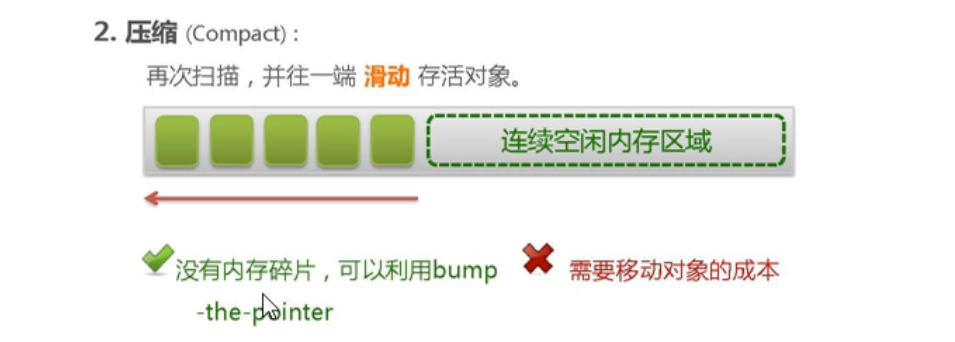 2. 压缩 (Compact) :
再次扫描，并往一端 滑动 存活对象。
连续空闲内存区域
没有内存碎片，可以利用bump
-the-pointer
需要移动对象的成本